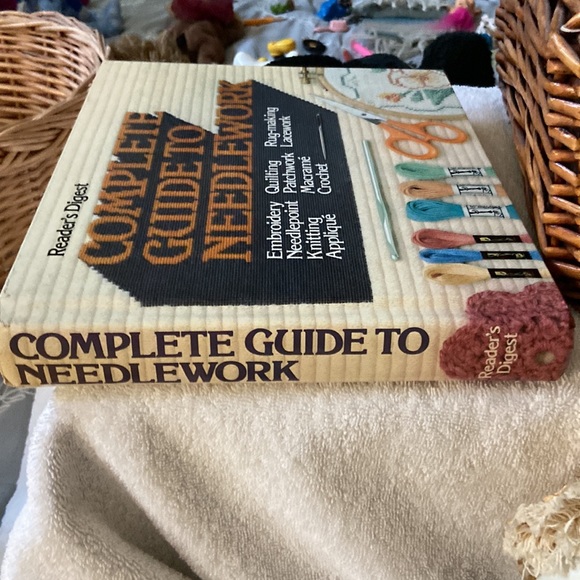 Reader's Digest
COMPLETE
GUIDE TO
NEEDLEWORK
Embroidery
Needlepoint
Knitting
Appliqué
Quilting
Patchwork
Macramé
Crochet
Rug-making
Lacework
COMPLETE GUIDE TO
NEEDLEWORK
Reader's
Digest